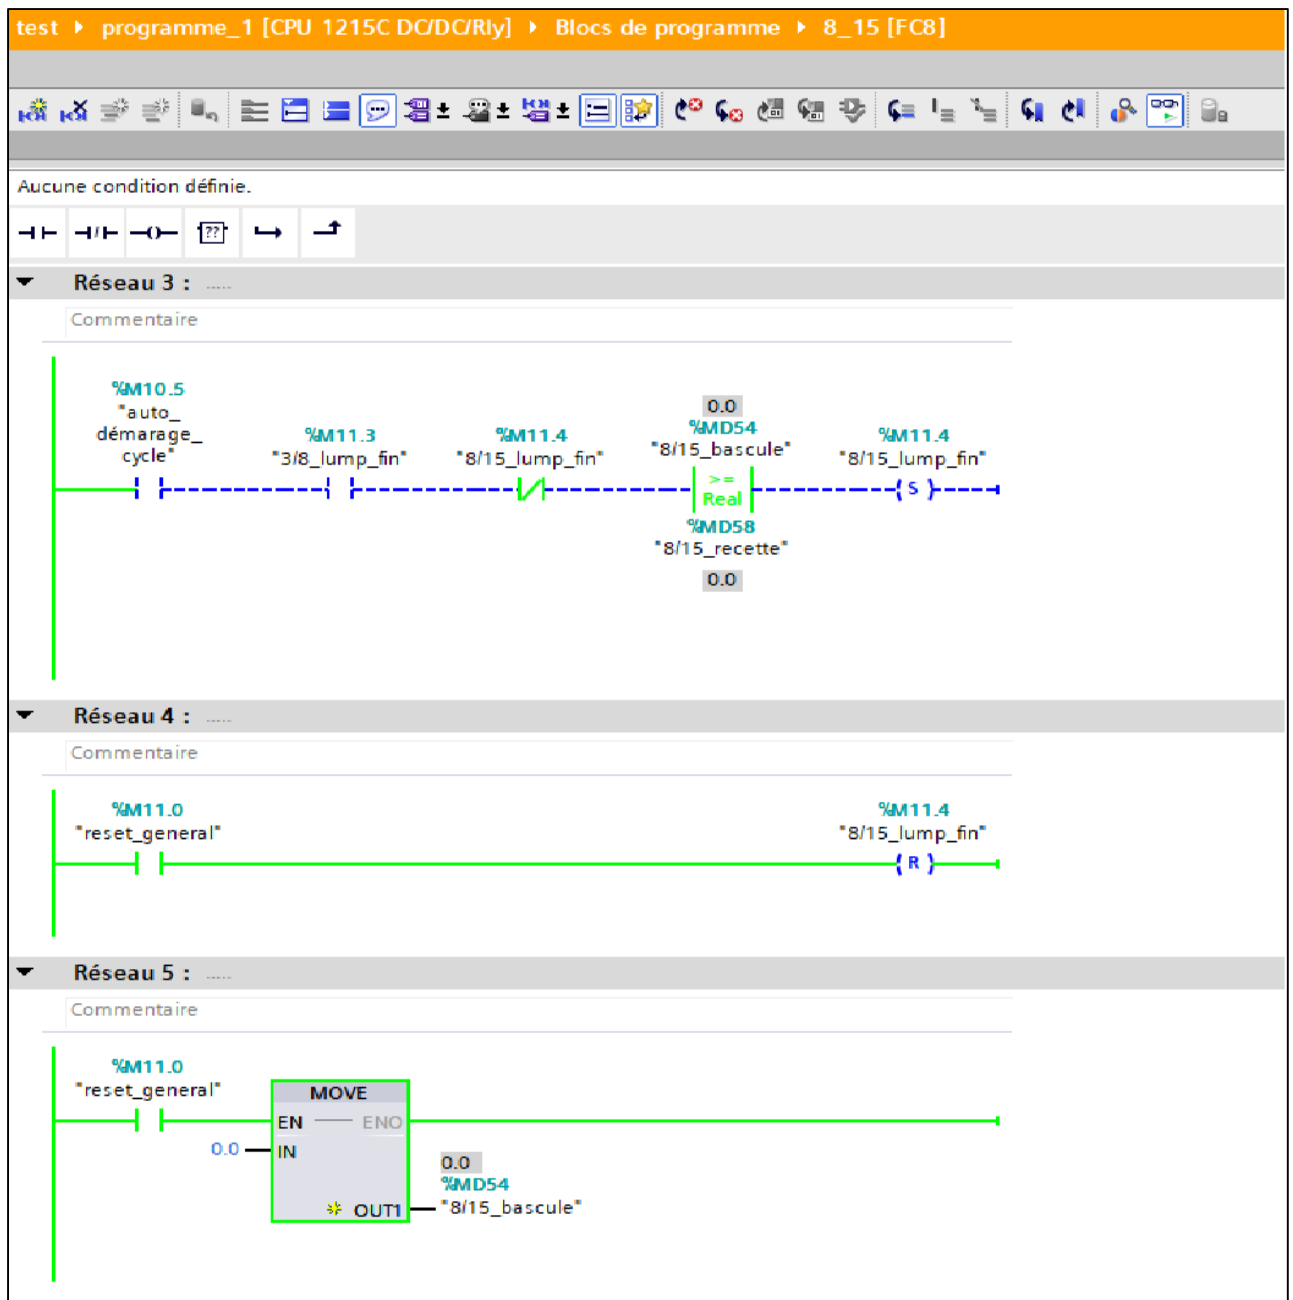 test ▸ programme_1 [CPU 1215C DC/DC/Rly] ▸ Blocs de programme ▸ 8_15 [FC8]
Aucune condition définie.
??
Réseau 3 : .....
Commentaire
%M10.5
"auto_
démarage_
cycle"
%M11.3
"3/8_lump_fin"
%M11.4
"8/15_lump_fin"
0.0
%MD54
"8/15_bascule"
>=
Real
%MD58
"8/15_recette"
0.0
%M11.4
"8/15_lump_fin"
S
Réseau 4 : .....
Commentaire
%M11.0
"reset_general"
%M11.4
"8/15_lump_fin"
R
Réseau 5 : .....
Commentaire
%M11.0
"reset_general"
MOVE
EN ENO
0.0 IN
0.0
%MD54
OUT1 "8/15_bascule"